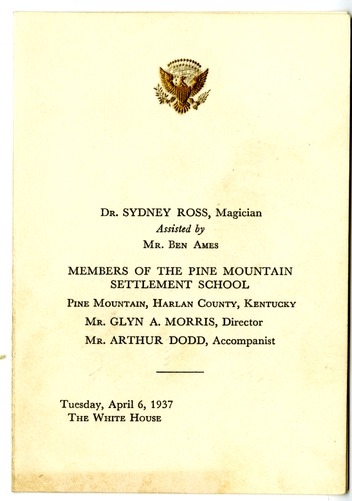 Dr. SYDNEY ROSS, Magician
Assisted by
Mr. Ben Ames
MEMBERS OF THE PINE MOUNTAIN
SETTLEMENT SCHOOL
Pine Mountain, Harlan County, Kentucky
Mr. GLYN A. MORRIS, Director
Mr. ARTHUR DODD, Accompanist
Tuesday, April 6, 1937
The White House